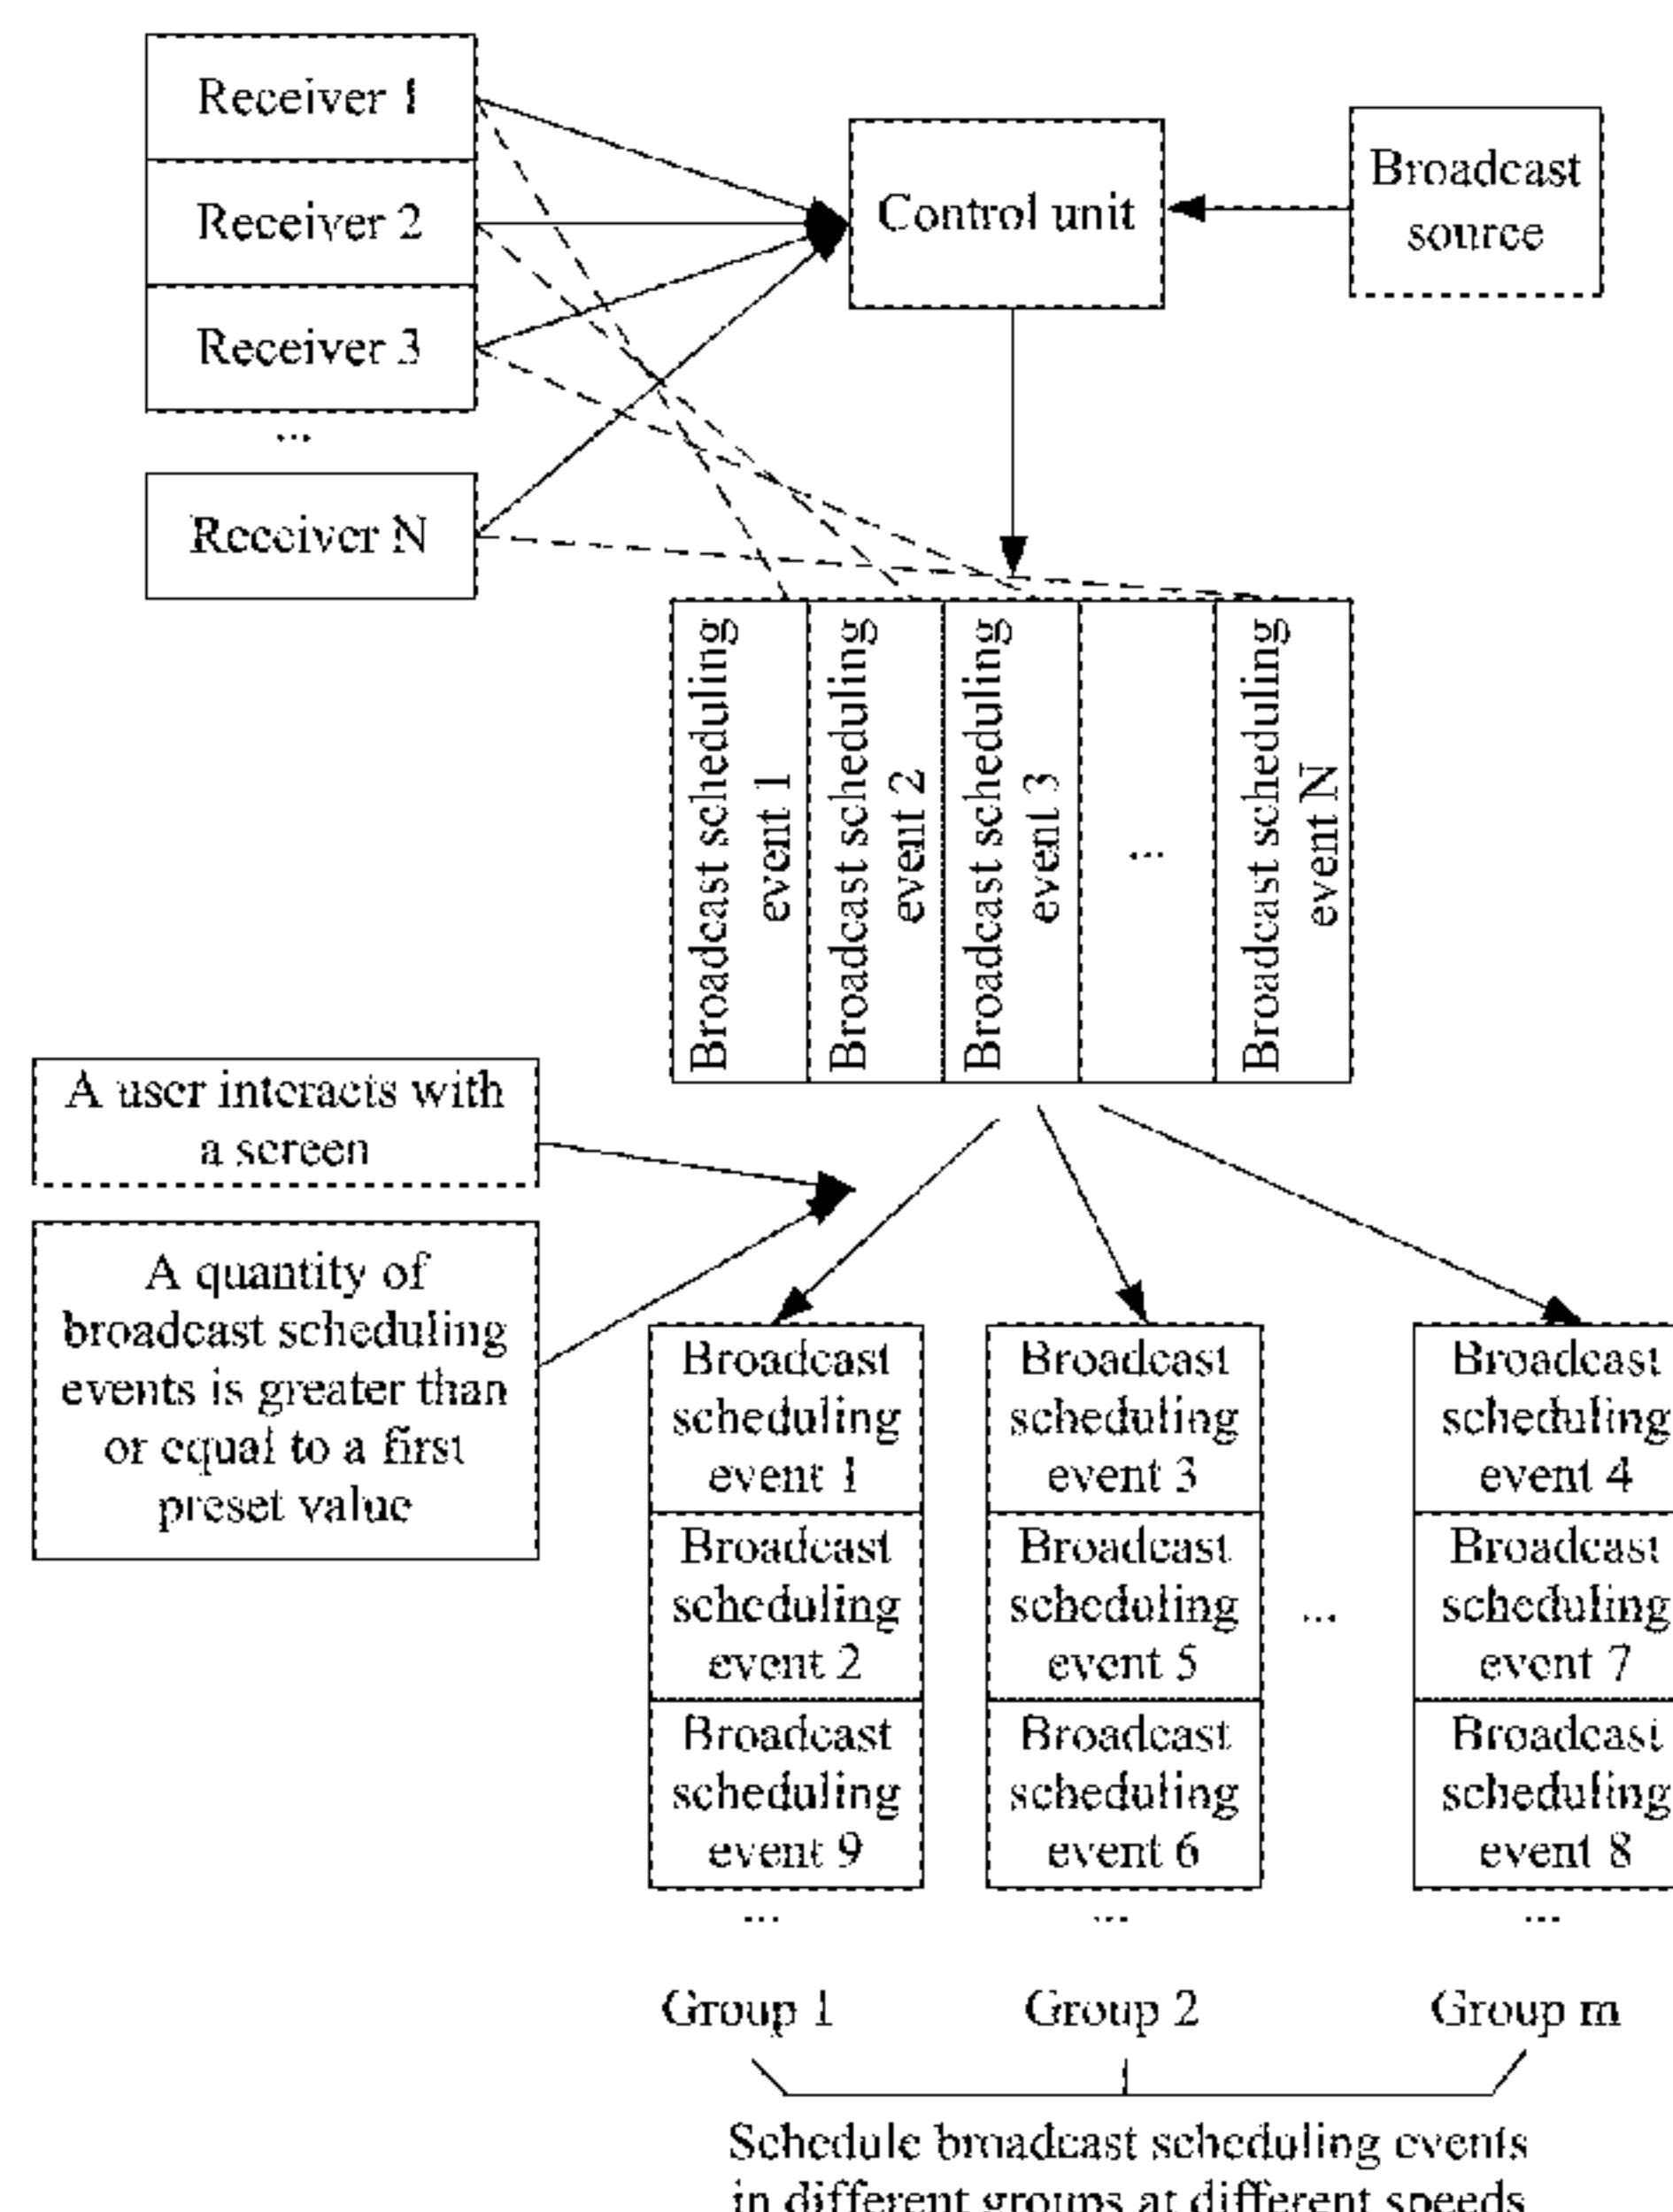 Receiver 1
Receiver 2
Receiver 3
...
Receiver N
Control unit
Broadcast
source
Broadcast scheduling
event 1
Broadcast scheduling
event 2
Broadcast scheduling
event 3
...
Broadcast scheduling
event N
A user interacts with
a screen
A quantity of
broadcast scheduling
events is greater than
or equal to a first
preset value
Broadcast
scheduling
event 1
Broadcast
scheduling
event 2
Broadcast
scheduling
event 9
...
Broadcast
scheduling
event 3
Broadcast
scheduling
event 5
Broadcast
scheduling
event 6
...
...
Broadcast
scheduling
event 4
Broadcast
scheduling
event 7
Broadcast
scheduling
event 8
...
Group 1
Group 2
Group m
Schedule broadcast scheduling events
in different groups at different speeds